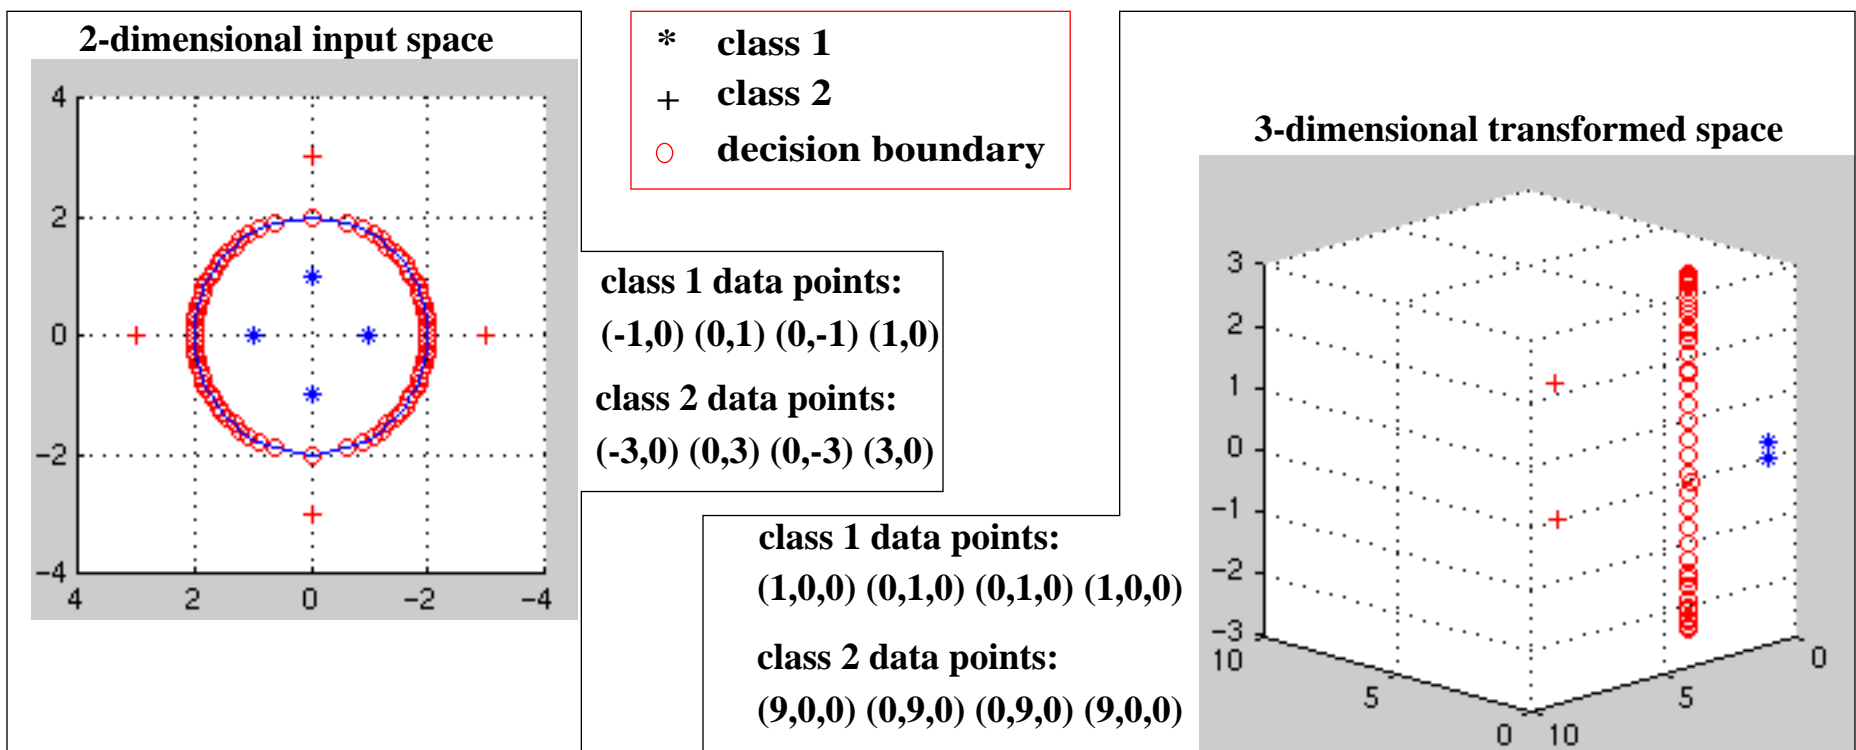 2-dimensional input space
4
2
0
−2
−4
4 2 0 −2 −4
* class 1
+ class 2
○ decision boundary
class 1 data points:
(-1,0) (0,1) (0,-1) (1,0)
class 2 data points:
(-3,0) (0,3) (0,-3) (3,0)
class 1 data points:
(1,0,0) (0,1,0) (0,1,0) (1,0,0)
class 2 data points:
(9,0,0) (0,9,0) (0,9,0) (9,0,0)
3-dimensional transformed space
3
2
1
0
−1
−2
−3
10 5 0
10 5 0